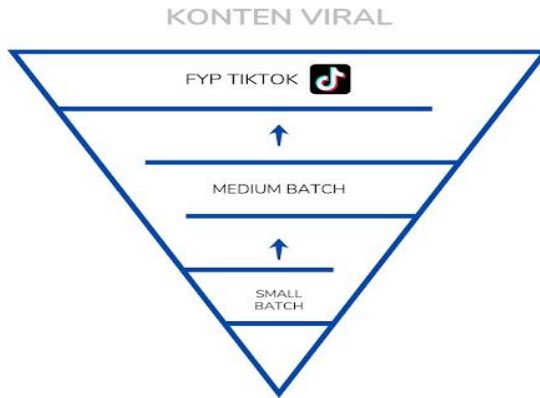 KONTEN VIRAL
FYP TIKTOK
MEDIUM BATCH
SMALL
BATCH